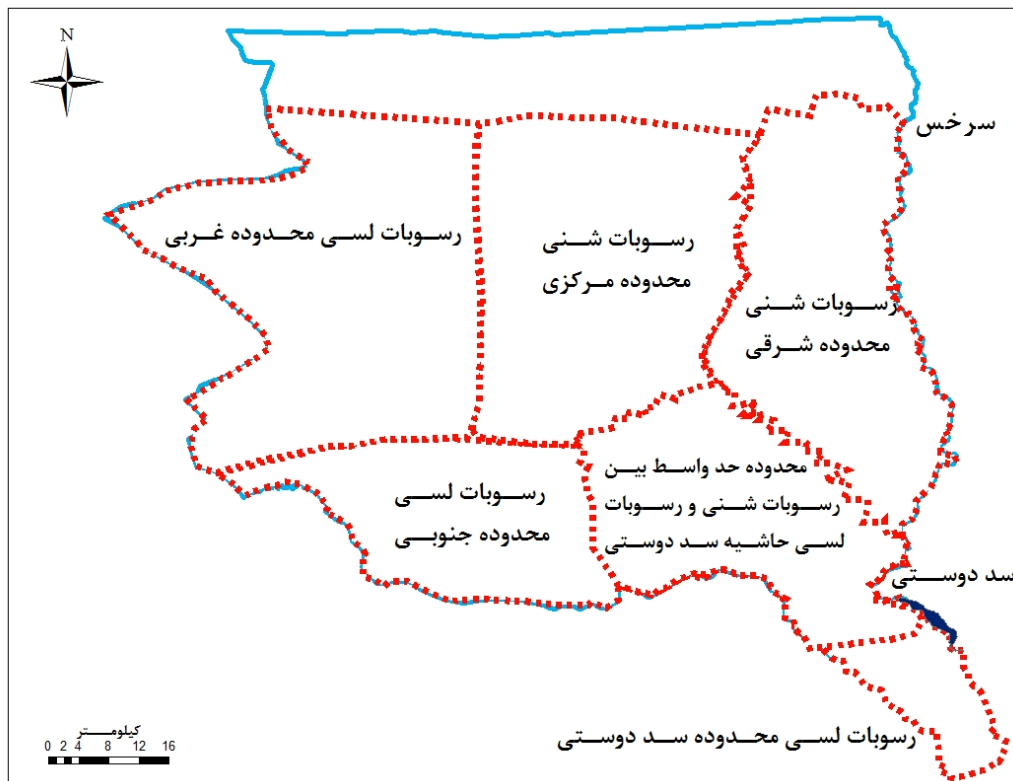 N
سرخس
رسوبات لسی محدوده غربی
رسوبات شنی
محدوده مرکزی
رسوبات شنی
محدوده شرقی
محدوده حد واسط بین
رسوبات شنی و رسوبات
لسی حاشیه سد دوستی
رسوبات لسی
محدوده جنوبی
سد دوستی
رسوبات لسی محدوده سد دوستی
کیلومتر
0 2 4 8 12 16